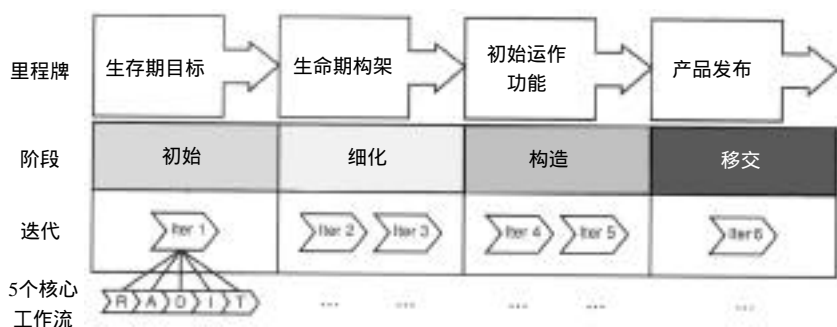 里程牌
生存期目标
生命期构架
初始运作
功能
产品发布
阶段
初始
细化
构造
移交
迭代
Iter 1
Iter 2
Iter 3
Iter 4
Iter 5
Iter 6
5个核心
工作流
R A D I T
... ... ... ... ...